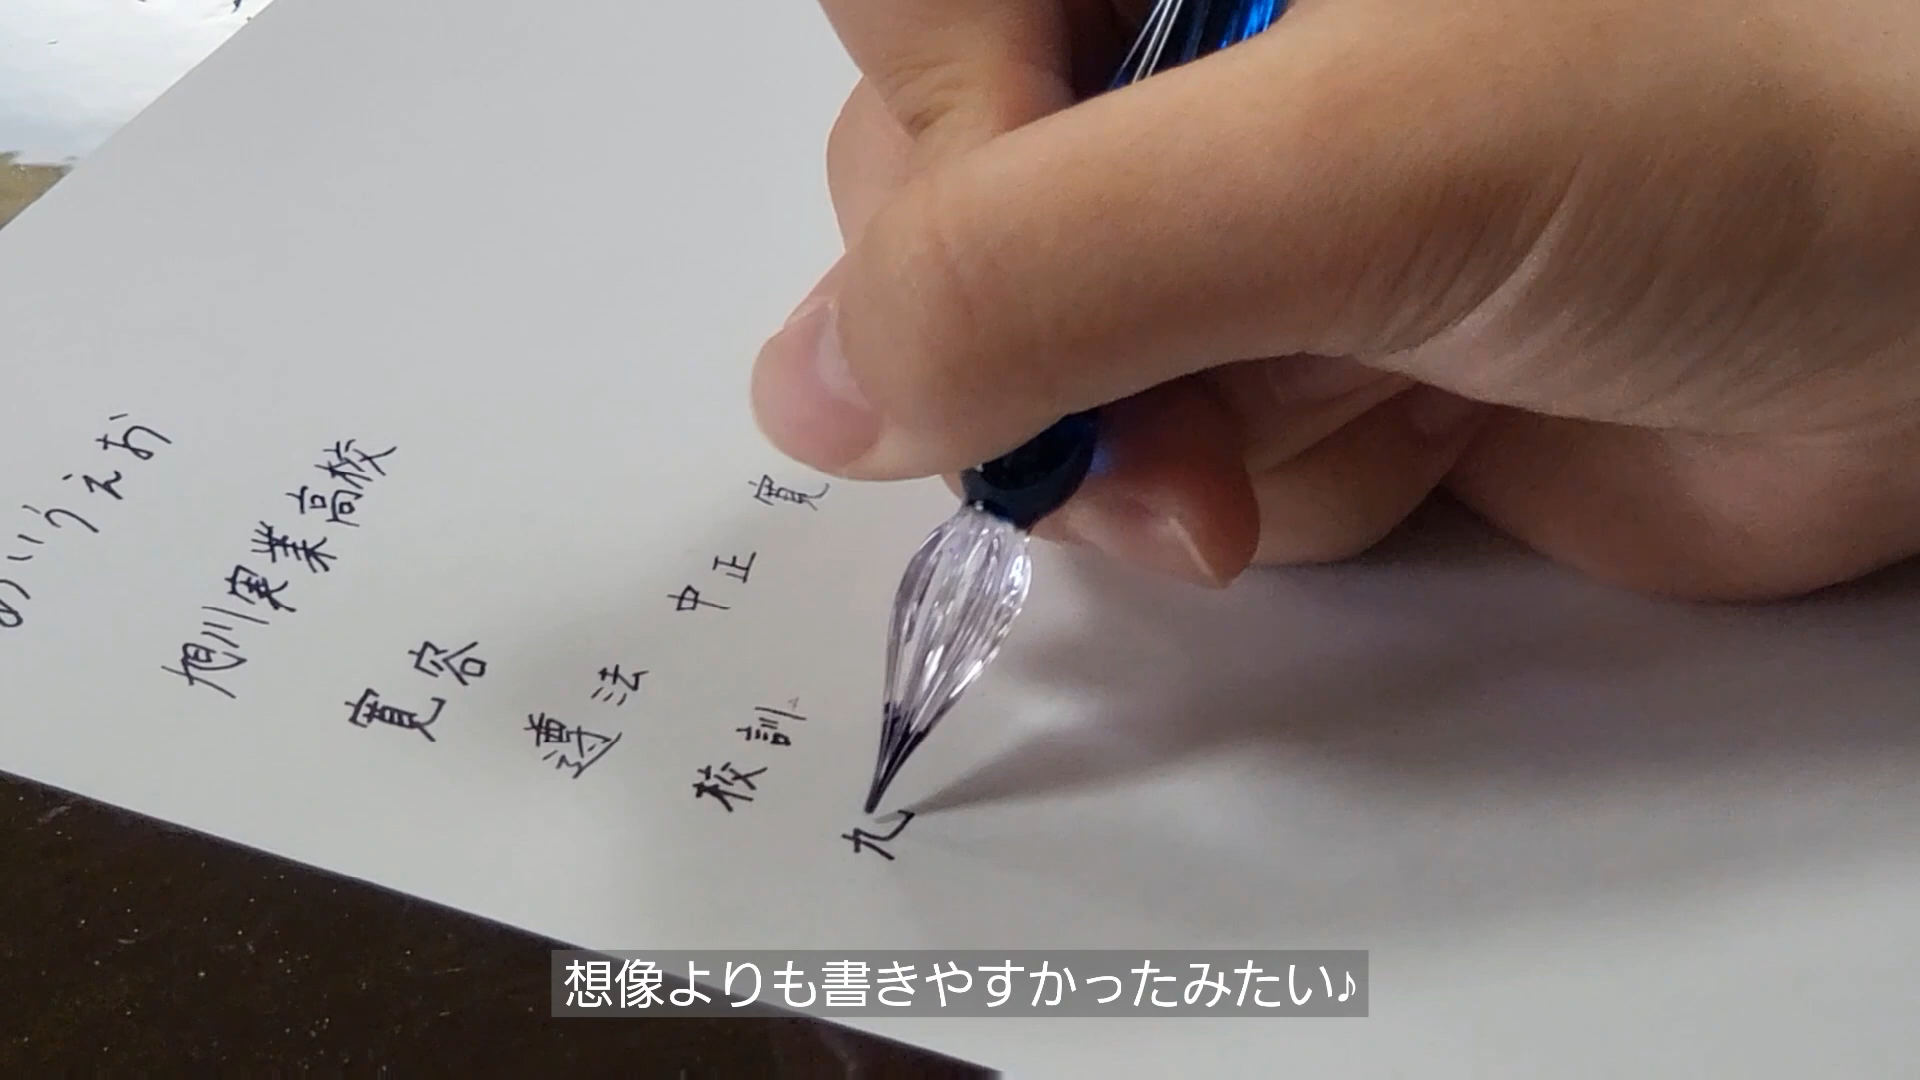 あいうえお
旭川実業高校
寛容
遵法
中正 寛
校訓
九
想像よりも書きやすかったみたい♪